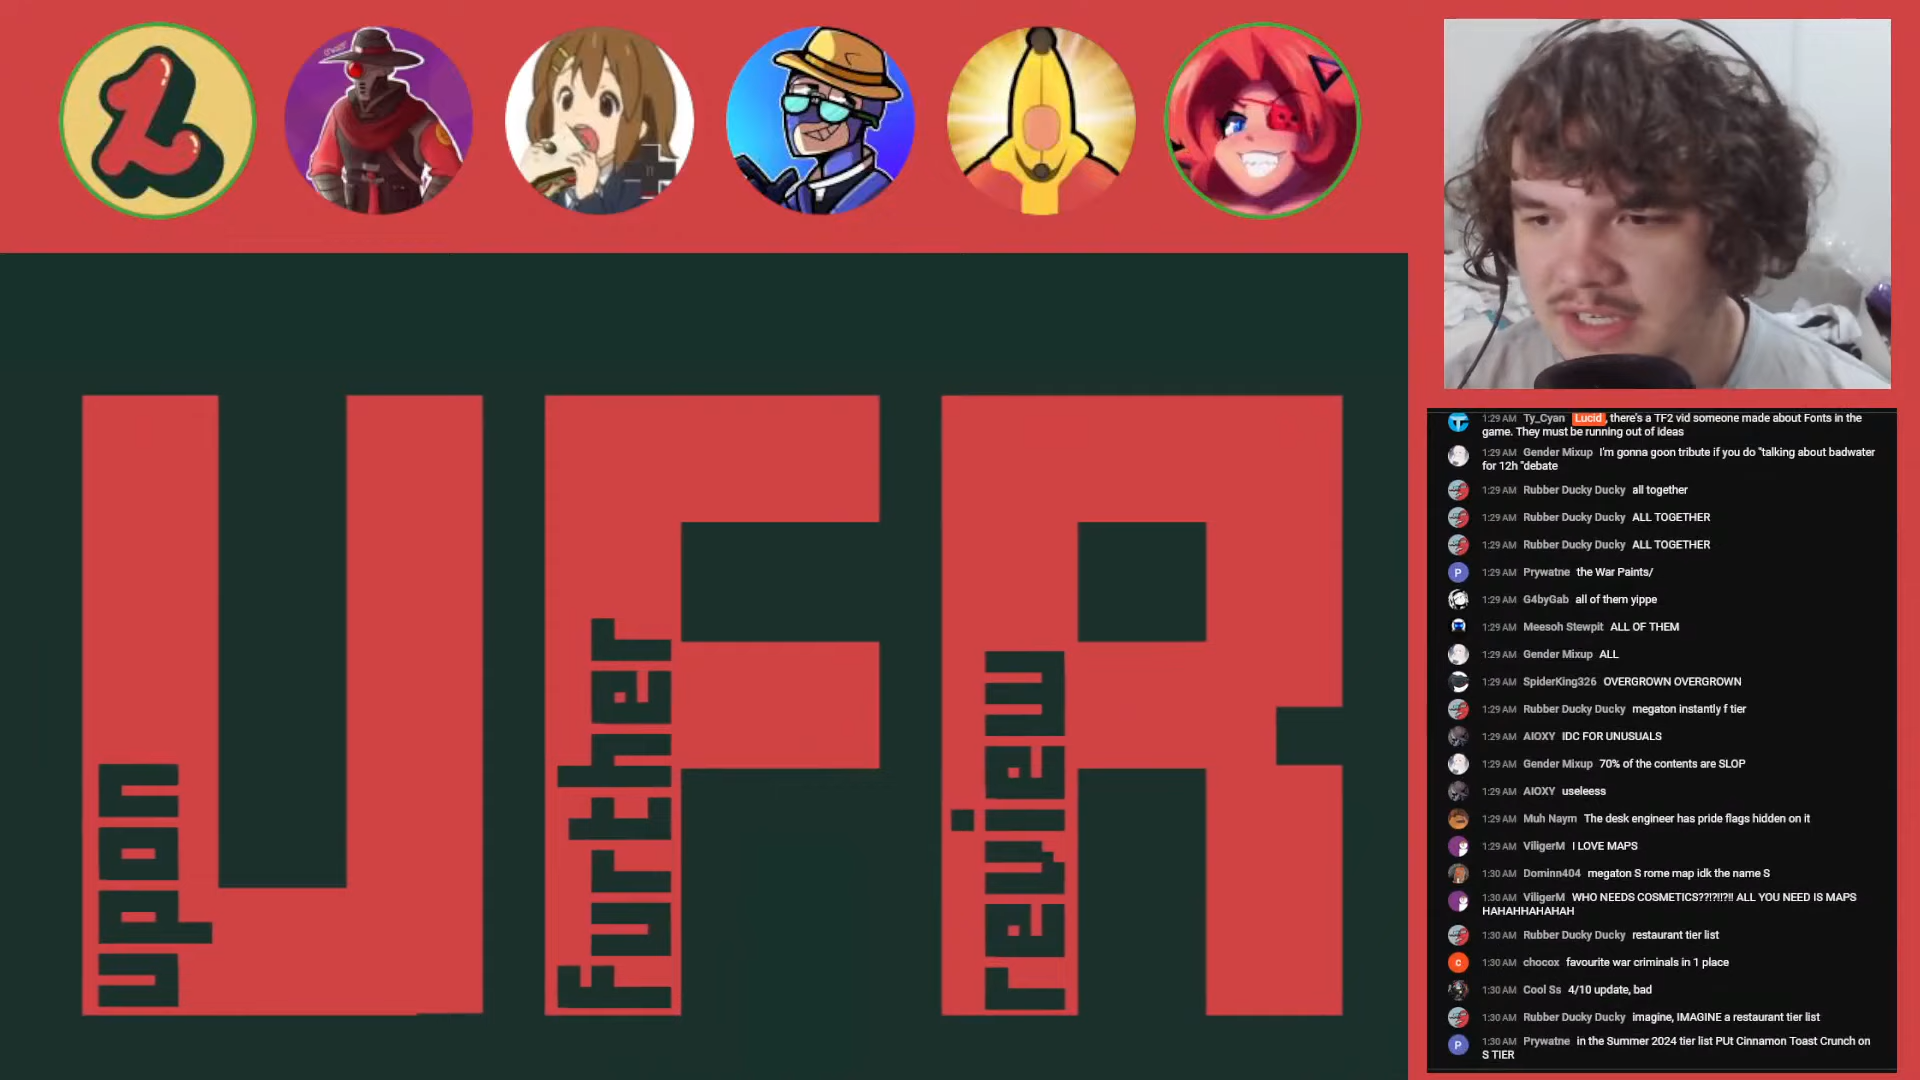 UFR
upon
further
review
1:29 AM Ty_Cyan Lucid, there's a TF2 vid someone made about Fonts in the
game. They must be running out of ideas
1:29 AM Gender Mixup I'm gonna goon tribute if you do "talking about badwater
for 12h "debate
1:29 AM Rubber Ducky Ducky all together
1:29 AM Rubber Ducky Ducky ALL TOGETHER
1:29 AM Rubber Ducky Ducky ALL TOGETHER
P
1:29 AM Prywatne the War Paints/
1:29 AM G4byGab all of them yippe
1:29 AM Meesoh Stewpit ALL OF THEM
1:29 AM Gender Mixup ALL
1:29 AM SpiderKing326 OVERGROWN OVERGROWN
1:29 AM Rubber Ducky Ducky megaton instantly f tier
1:29 AM AIOXY IDC FOR UNUSUALS
1:29 AM Gender Mixup 70% of the contents are SLOP
1:29 AM AIOXY useleess
1:29 AM Muh Naym The desk engineer has pride flags hidden on it
1:29 AM ViligerM I LOVE MAPS
1:30 AM Dominn404 megaton S rome map idk the name S
1:30 AM ViligerM WHO NEEDS COSMETICS??!?!!?!! ALL YOU NEED IS MAPS
HAHAHHAHAHAH
1:30 AM Rubber Ducky Ducky restaurant tier list
c
1:30 AM chocox favourite war criminals in 1 place
1:30 AM Cool Ss 4/10 update, bad
1:30 AM Rubber Ducky Ducky imagine, IMAGINE a restaurant tier list
P
1:30 AM Prywatne in the Summer 2024 tier list PUt Cinnamon Toast Crunch on
S TIER